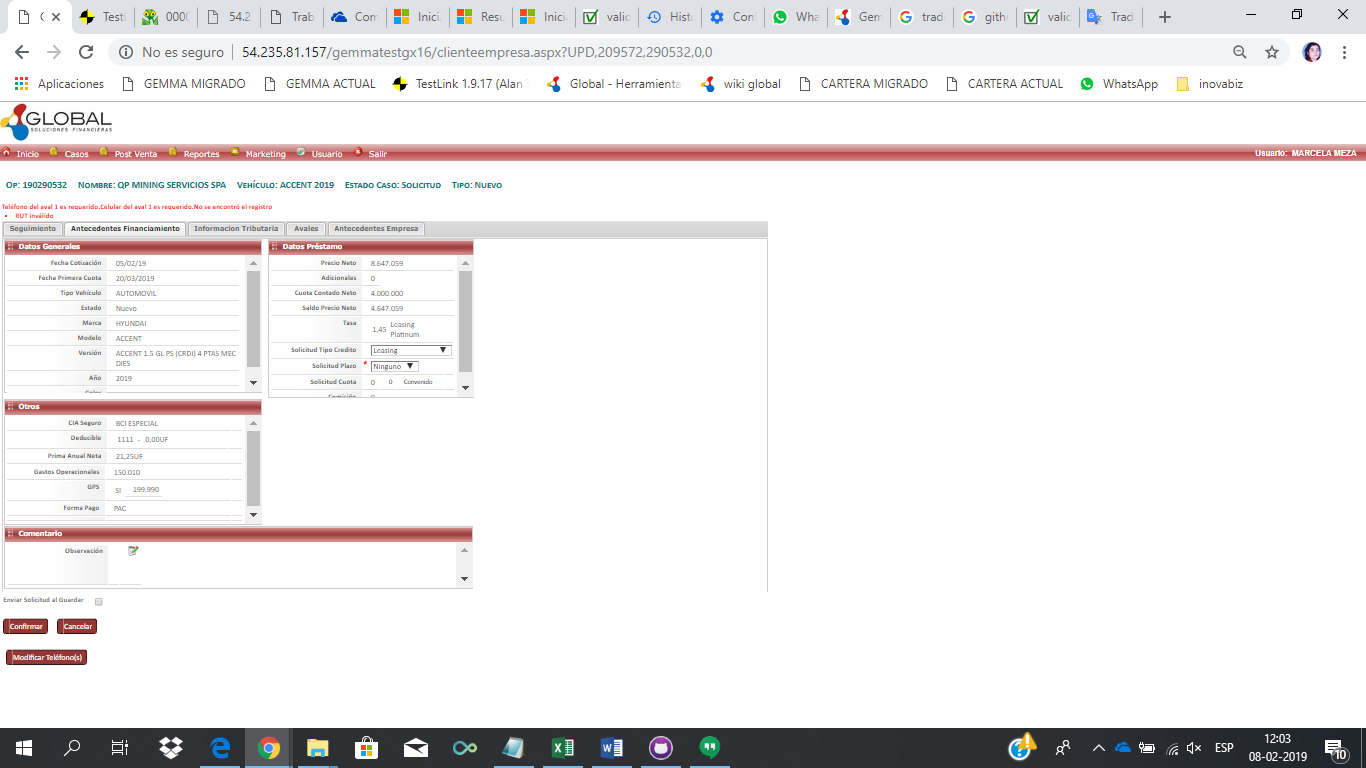 C
Test
0000
54.2
Trab
Com
Inici
Resu
Inici
valid
Histo
Conf
Wha
Gem
tradu
gith
valid
Trad
No es seguro | 54.235.81.157/gemmatestgx16/clienteempresa.aspx?UPD,209572,290532,0,0
Aplicaciones
GEMMA MIGRADO
GEMMA ACTUAL
TestLink 1.9.17 (Alan
Global - Herramienta
wiki global
CARTERA MIGRADO
CARTERA ACTUAL
WhatsApp
inovabiz
GLOBAL
SOLUCIONES FINANCIERAS
Inicio Casos Post Venta Reportes Marketing Usuario Salir
Usuario: MARCELA MEZA
Op: 190290532 Nombre: QP MINING SERVICIOS SPA Vehículo: ACCENT 2019 Estado Caso: Solicitud Tipo: Nuevo
Teléfono del aval 1 es requerido.Celular del aval 1 es requerido.No se encontró el registro
• RUT inválido
Seguimiento Antecedentes Financiamiento Informacion Tributaria Avales Antecedentes Empresa
Datos Generales
Fecha Cotización 05/02/19
Fecha Primera Cuota 20/03/2019
Tipo Vehículo AUTOMOVIL
Estado Nuevo
Marca HYUNDAI
Modelo ACCENT
Versión ACCENT 1.5 GL PS (CRDI) 4 PTAS MEC
DIES
Año 2019
Color
Datos Préstamo
Precio Neto 8.647.059
Adicionales 0
Cuota Contado Neto 4.000.000
Saldo Precio Neto 4.647.059
Tasa 1,45 Leasing
Platinum
Solicitud Tipo Credito Leasing
Solicitud Plazo * Ninguno
Solicitud Cuota 0 0 Convenido
Comisión 0
Otros
CIA Seguro BCI ESPECIAL
Deducible 1111 - 0,00UF
Prima Anual Neta 21,25UF
Gastos Operacionales 150.010
GPS SI 199.990
Forma Pago PAC
Comentario
Observación
Enviar Solicitud al Guardar
Confirmar Cancelar
Modificar Teléfono(s)
ESP
12:03
08-02-2019
10